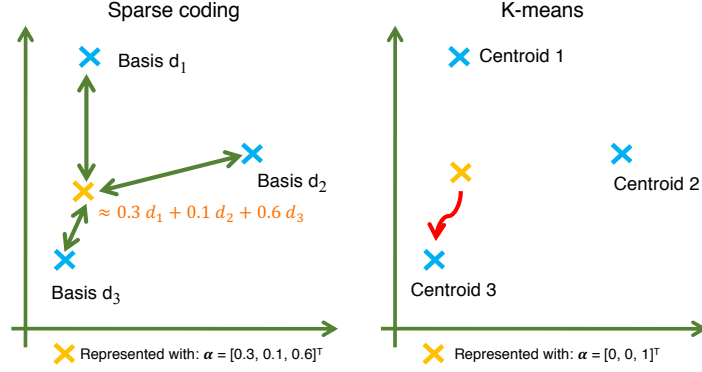 Sparse coding
Basis d₁
Basis d₂
≈ 0.3 d₁ + 0.1 d₂ + 0.6 d₃
Basis d₃
Represented with: α = [0.3, 0.1, 0.6]ᵀ
K-means
Centroid 1
Centroid 2
Centroid 3
Represented with: α = [0, 0, 1]ᵀ